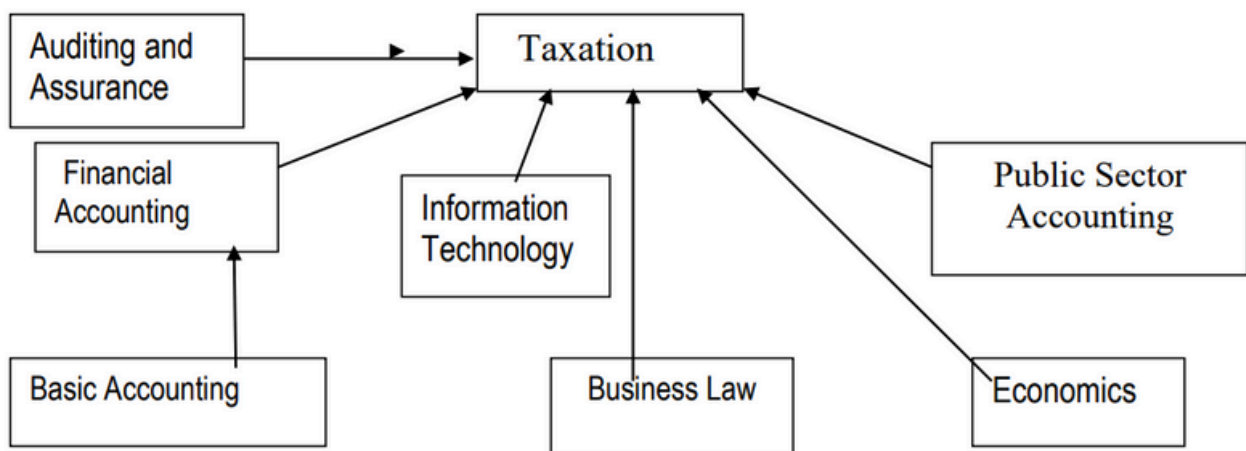 Auditing and
Assurance
Taxation
Financial
Accounting
Information
Technology
Public Sector
Accounting
Basic Accounting
Business Law
Economics